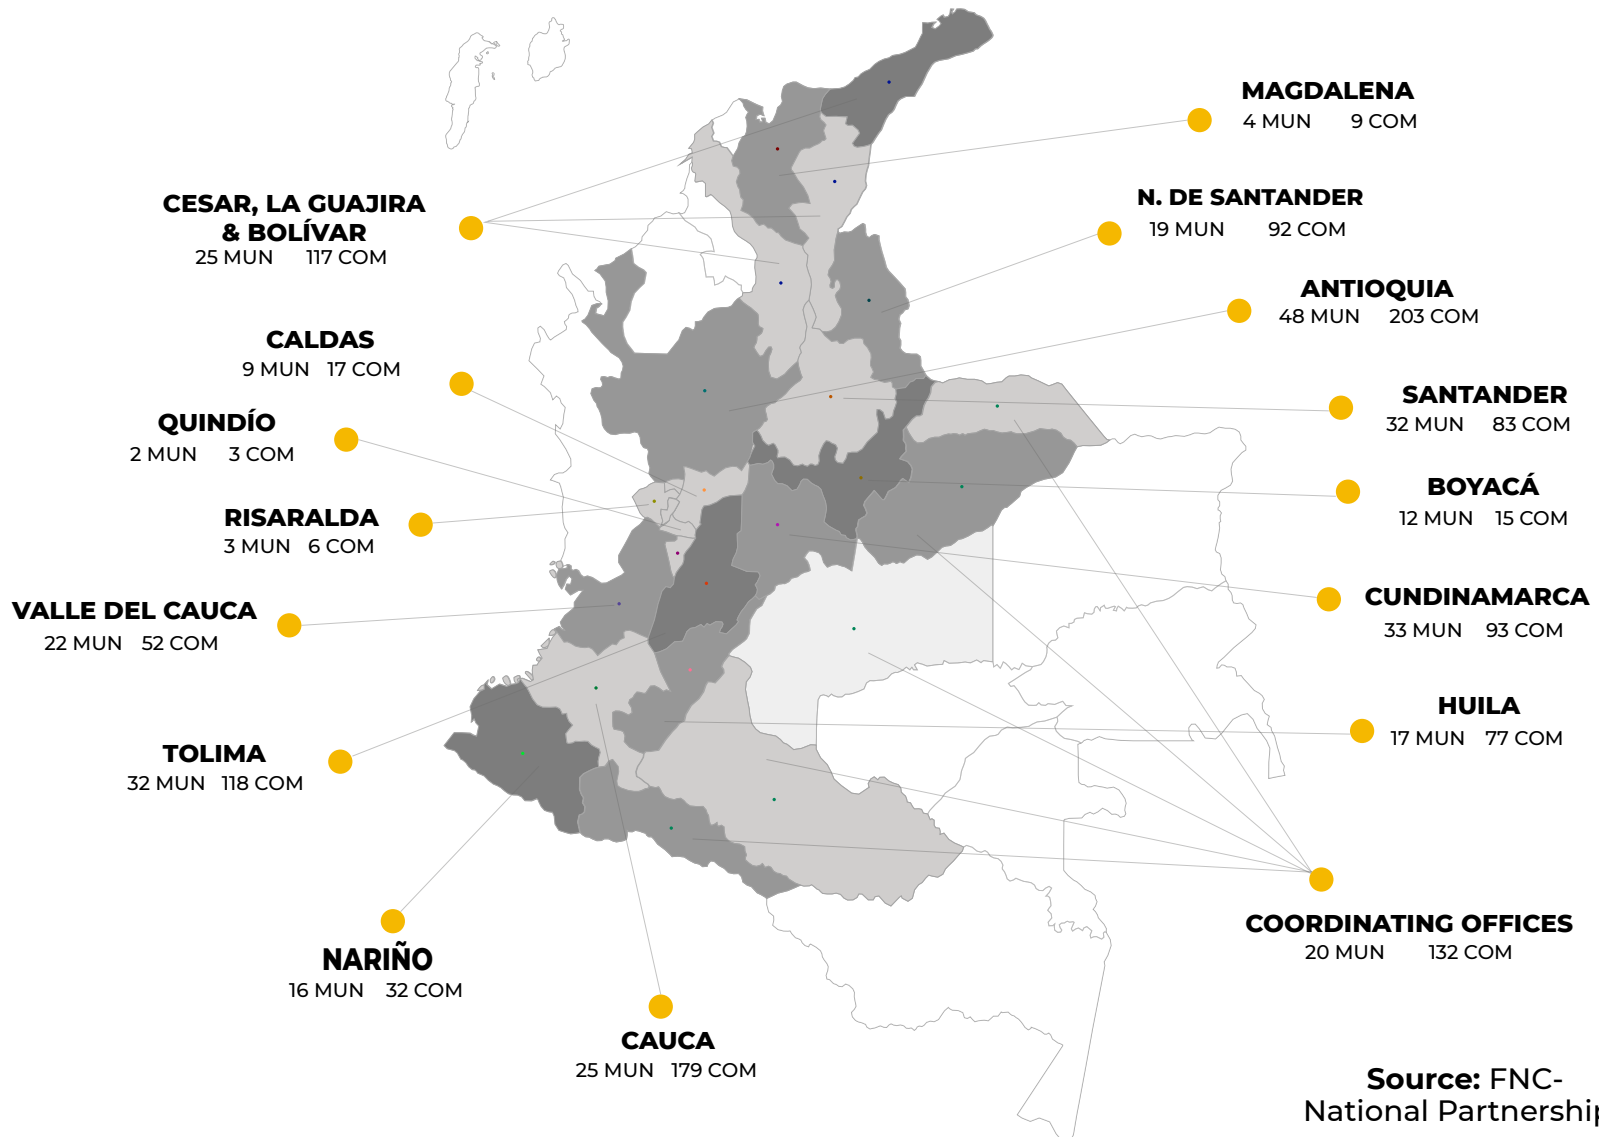 MAGDALENA
4 MUN 9 COM
CESAR, LA GUAJIRA
& BOLÍVAR
25 MUN 117 COM
N. DE SANTANDER
19 MUN 92 COM
ANTIOQUIA
48 MUN 203 COM
CALDAS
9 MUN 17 COM
SANTANDER
32 MUN 83 COM
QUINDÍO
2 MUN 3 COM
BOYACÁ
12 MUN 15 COM
RISARALDA
3 MUN 6 COM
CUNDINAMARCA
33 MUN 93 COM
VALLE DEL CAUCA
22 MUN 52 COM
HUILA
17 MUN 77 COM
TOLIMA
32 MUN 118 COM
COORDINATING OFFICES
20 MUN 132 COM
NARIÑO
16 MUN 32 COM
CAUCA
25 MUN 179 COM
Source: FNC-
National Partnership